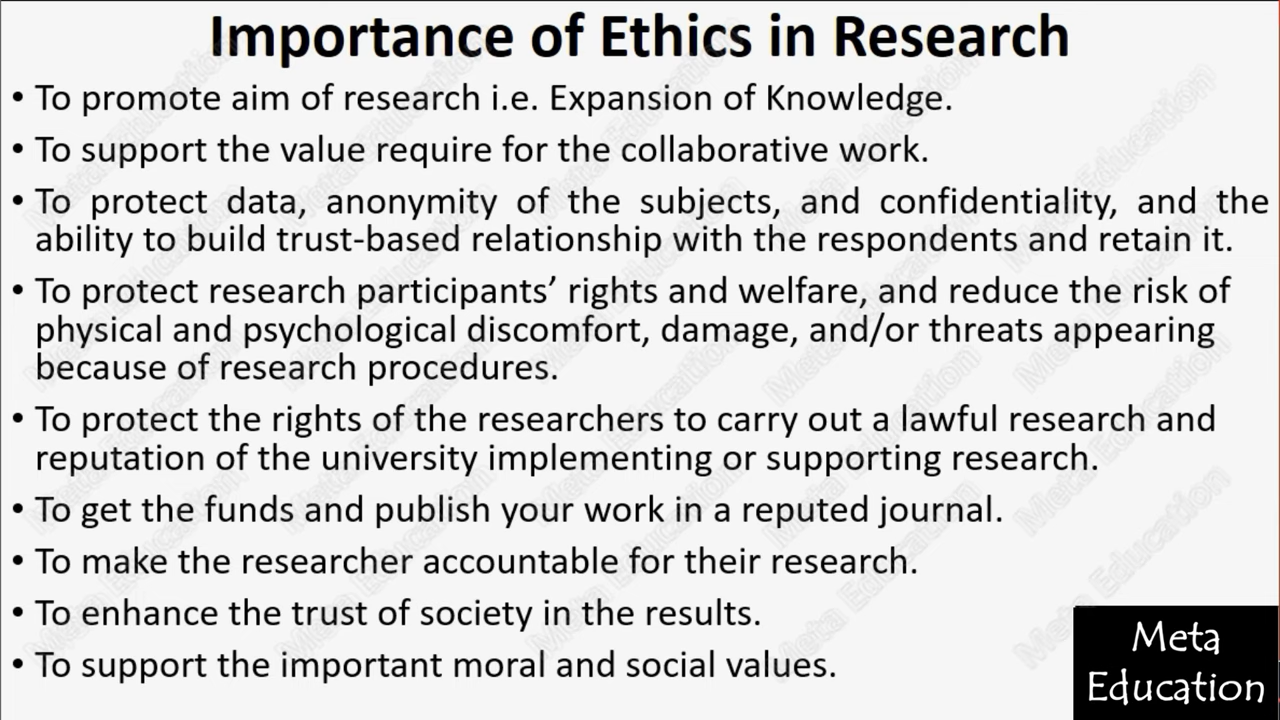 Importance of Ethics in Research
• To promote aim of research i.e. Expansion of Knowledge.
• To support the value require for the collaborative work.
• To protect data, anonymity of the subjects, and confidentiality, and the
ability to build trust-based relationship with the respondents and retain it.
• To protect research participants’ rights and welfare, and reduce the risk of
physical and psychological discomfort, damage, and/or threats appearing
because of research procedures.
• To protect the rights of the researchers to carry out a lawful research and
reputation of the university implementing or supporting research.
• To get the funds and publish your work in a reputed journal.
• To make the researcher accountable for their research.
• To enhance the trust of society in the results.
• To support the important moral and social values.
Meta
Education